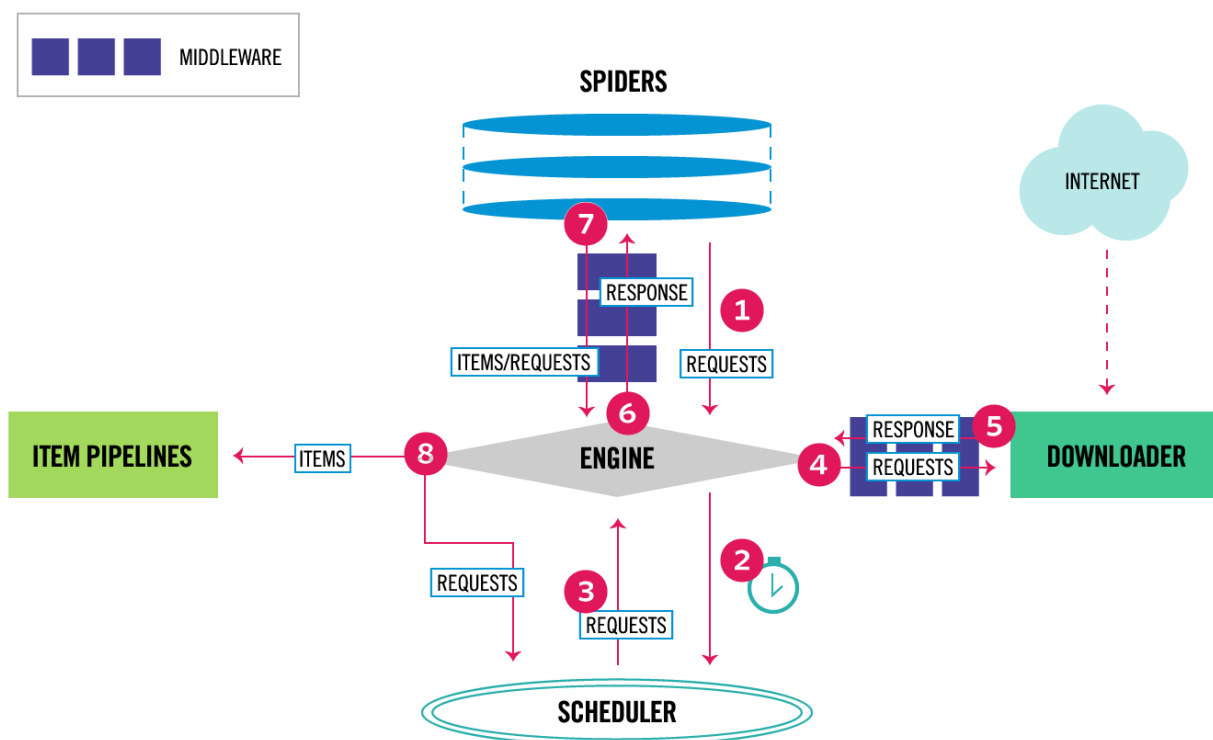 MIDDLEWARE
SPIDERS
INTERNET
7
RESPONSE
1
ITEMS/REQUESTS
REQUESTS
6
ITEM PIPELINES
ITEMS
8
ENGINE
4
RESPONSE
5
REQUESTS
DOWNLOADER
2
REQUESTS
3
REQUESTS
SCHEDULER